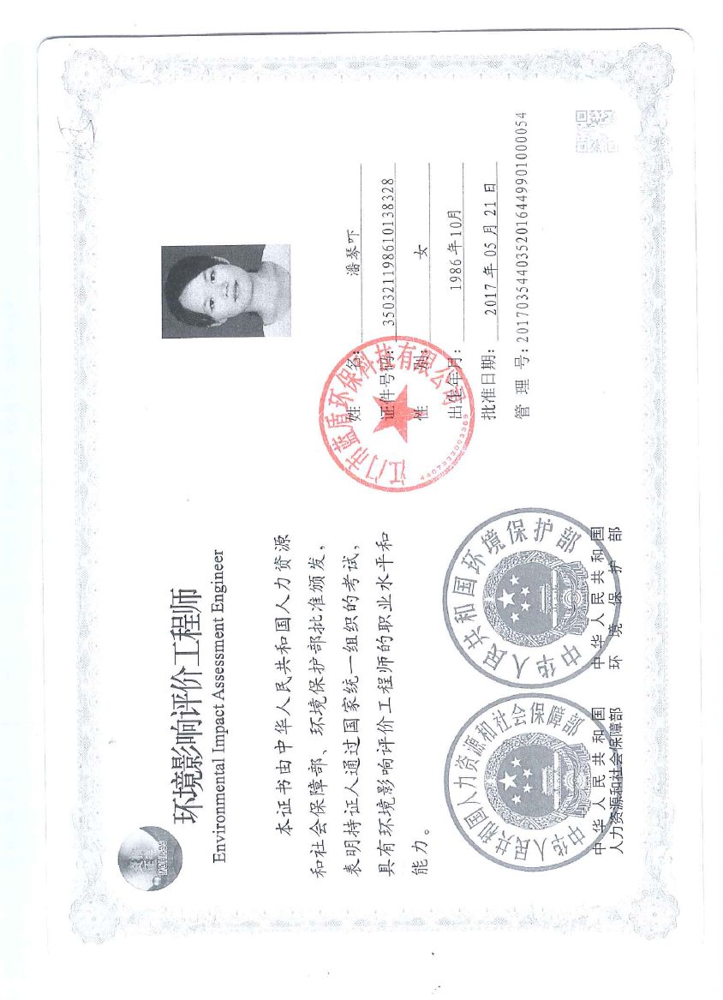 环境影响评价工程师
Environmental Impact Assessment Engineer
本证书由中华人民共和国人力资源
和社会保障部、环境保护部批准颁发，
表明持证人通过国家统一组织的考试，
具有环境影响评价工程师的职业水平和
能力。
中华人民共和国人力资源和社会保障部
中华人民共和国
人力资源和社会保障部
中华人民共和国环境保护部
中华人民共和国
环境保护部
姓名：潘琴吓
证件号码：350321198610138328
性别：女
出生年月：1986年10月
批准日期：2017年05月21日
管理号：201703544035201644990100054
江门市蓝盾环保科技有限公司
4407833003369